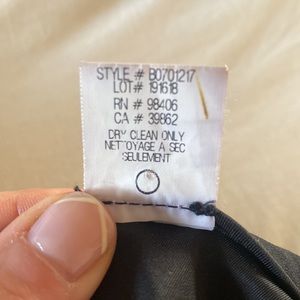 STYLE # B0701217
LOT# 191618
RN # 98406
CA # 39862
DRY CLEAN ONLY
NETTOYAGE A SEC
SEULEMENT